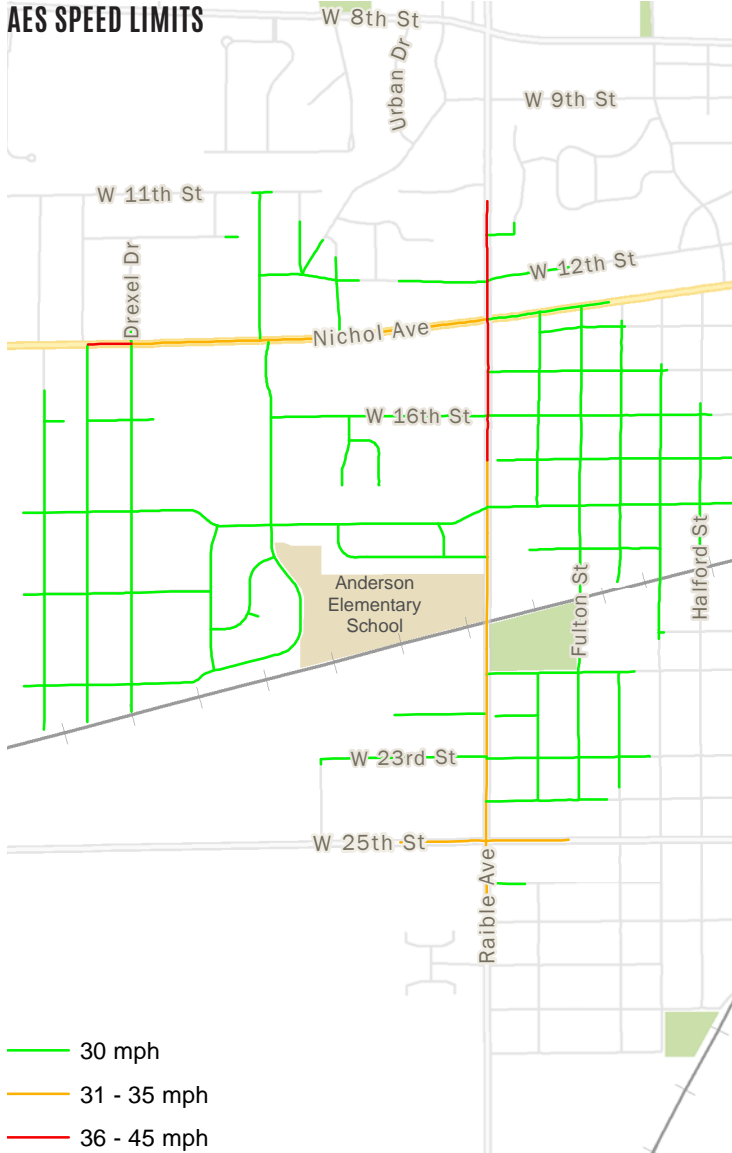 AES SPEED LIMITS
W 8th St
Urban Dr
W 9th St
W 11th St
W 12th St
Drexel Dr
Nichol Ave
W 16th St
Halford St
Anderson
Elementary
School
Fulton St
W 23rd St
W 25th St
Raible Ave
30 mph
31 - 35 mph
36 - 45 mph